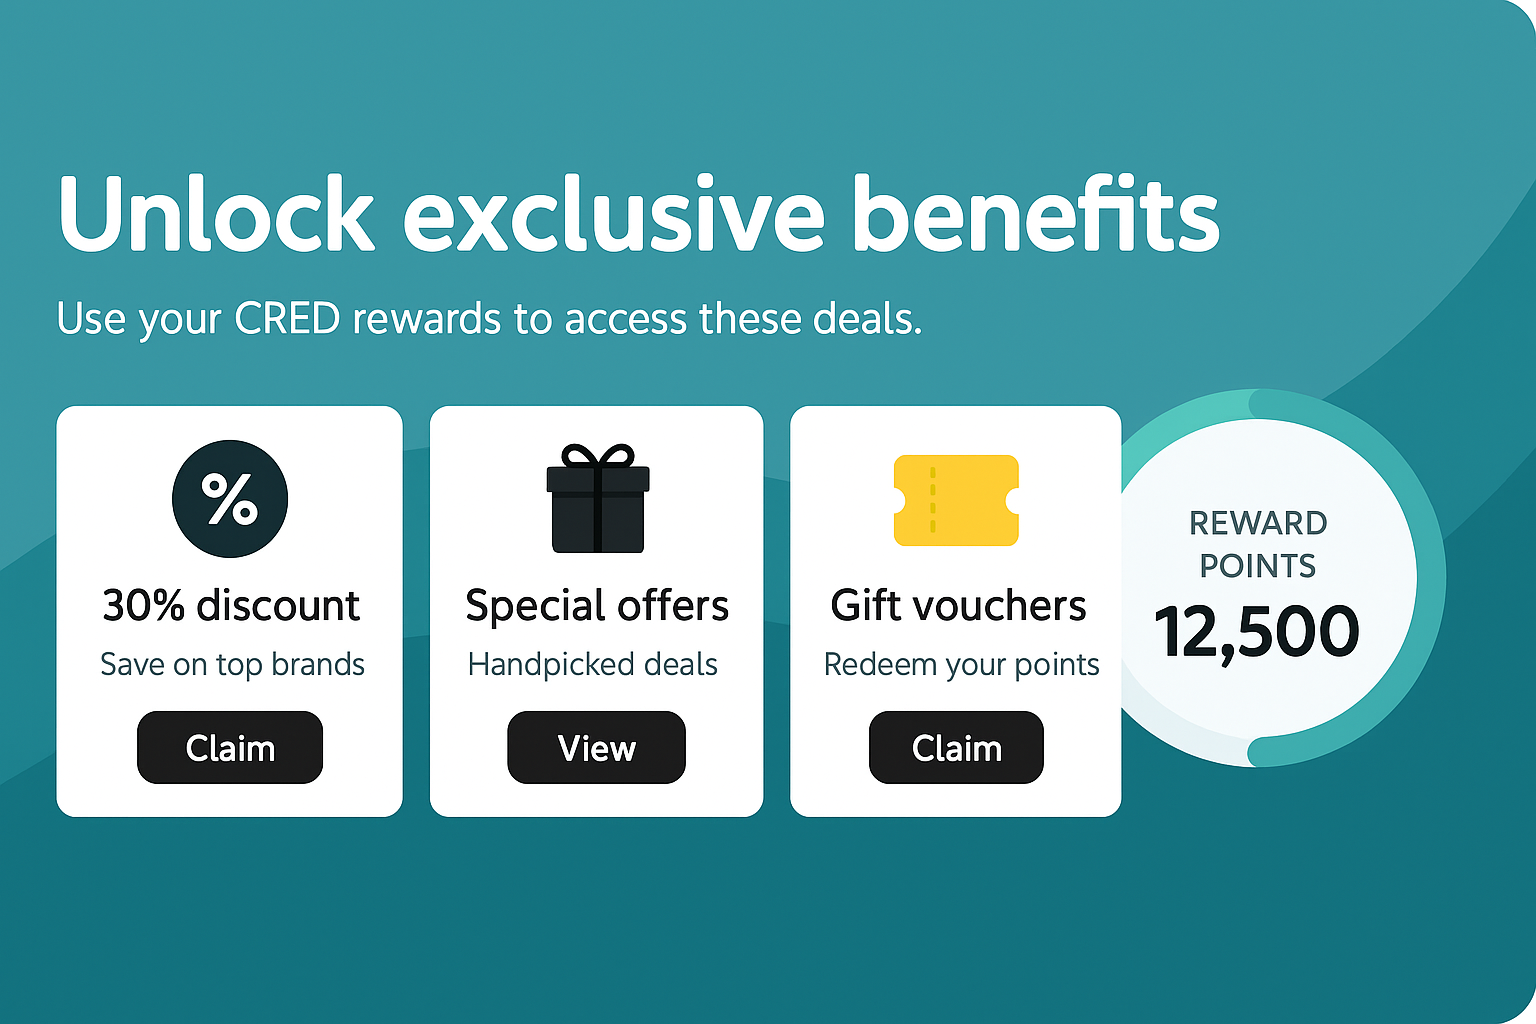 Unlock exclusive benefits
Use your CRED rewards to access these deals.
%
30% discount
Save on top brands
Claim
Special offers
Handpicked deals
View
Gift vouchers
Redeem your points
Claim
REWARD
POINTS
12,500